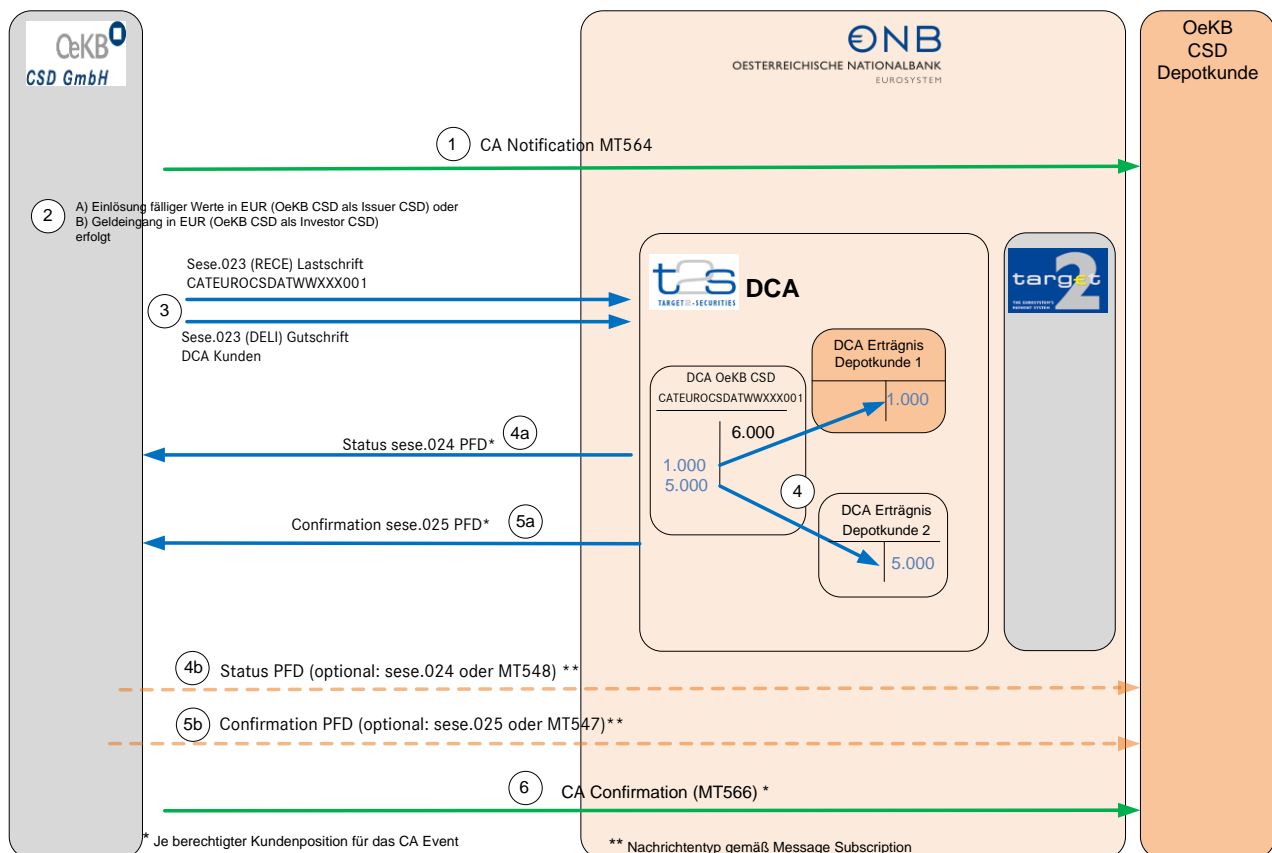 OeKB
CSD GmbH
ONB
OESTERREICHISCHE NATIONALBANK
EUROSYSTEM
OeKB
CSD
Depotkunde
1 CA Notification MT564
2 A) Einlösung fälliger Werte in EUR (OeKB CSD als Issuer CSD) oder
B) Geldeingang in EUR (OeKB CSD als Investor CSD)
erfolgt
Sese.023 (RECE) Lastschrift
CATEUROCSDATWWXXX001
3
Sese.023 (DELI) Gutschrift
DCA Kunden
t2s DCA
TARGET2-SECURITIES
target
2
THE EUROSYSTEM'S
PAYMENT SYSTEM
DCA Erträgnis
Depotkunde 1
1.000
DCA OeKB CSD
CATEUROCSDATWWXXX001
6.000
1.000
5.000
4
DCA Erträgnis
Depotkunde 2
5.000
Status sese.024 PFD* 4a
Confirmation sese.025 PFD* 5a
4b Status PFD (optional: sese.024 oder MT548) **
5b Confirmation PFD (optional: sese.025 oder MT547)**
6 CA Confirmation (MT566) *
* Je berechtigter Kundenposition für das CA Event
** Nachrichtentyp gemäß Message Subscription